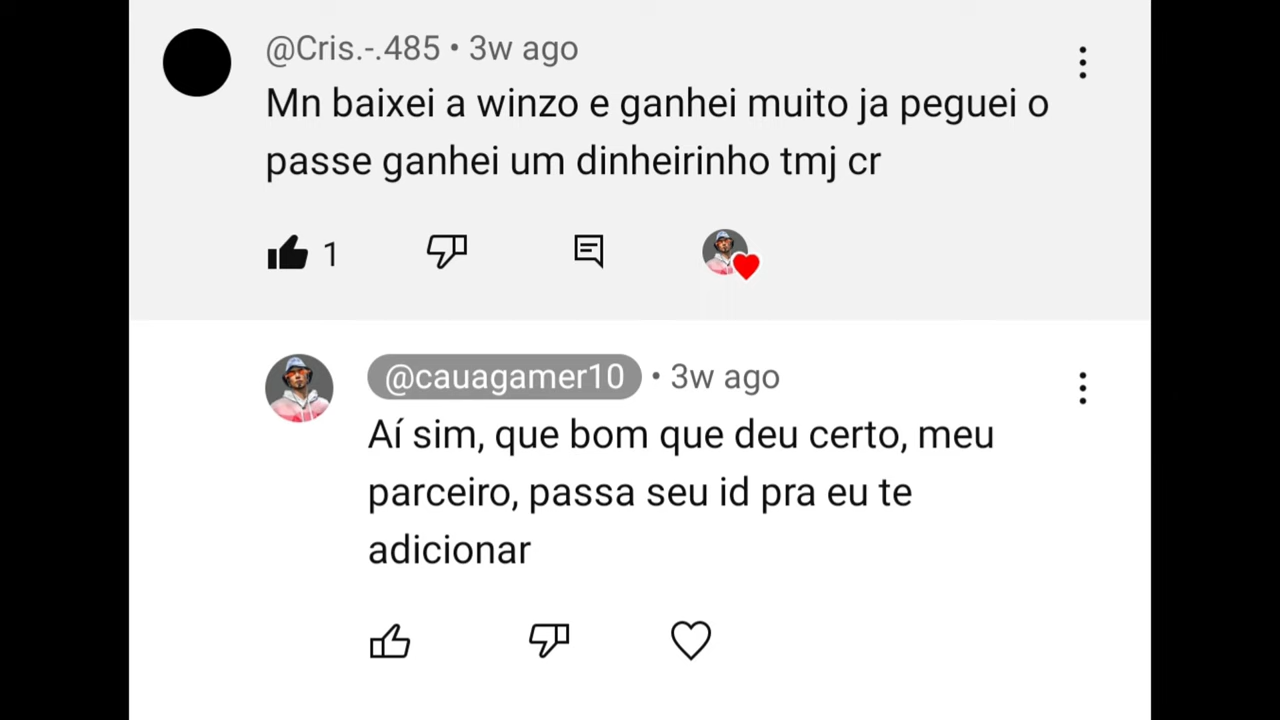 @Cris.-.485 • 3w ago
Mn baixei a winzo e ganhei muito ja peguei o
passe ganhei um dinheirinho tmj cr
1
@cauagamer10 • 3w ago
Aí sim, que bom que deu certo, meu
parceiro, passa seu id pra eu te
adicionar